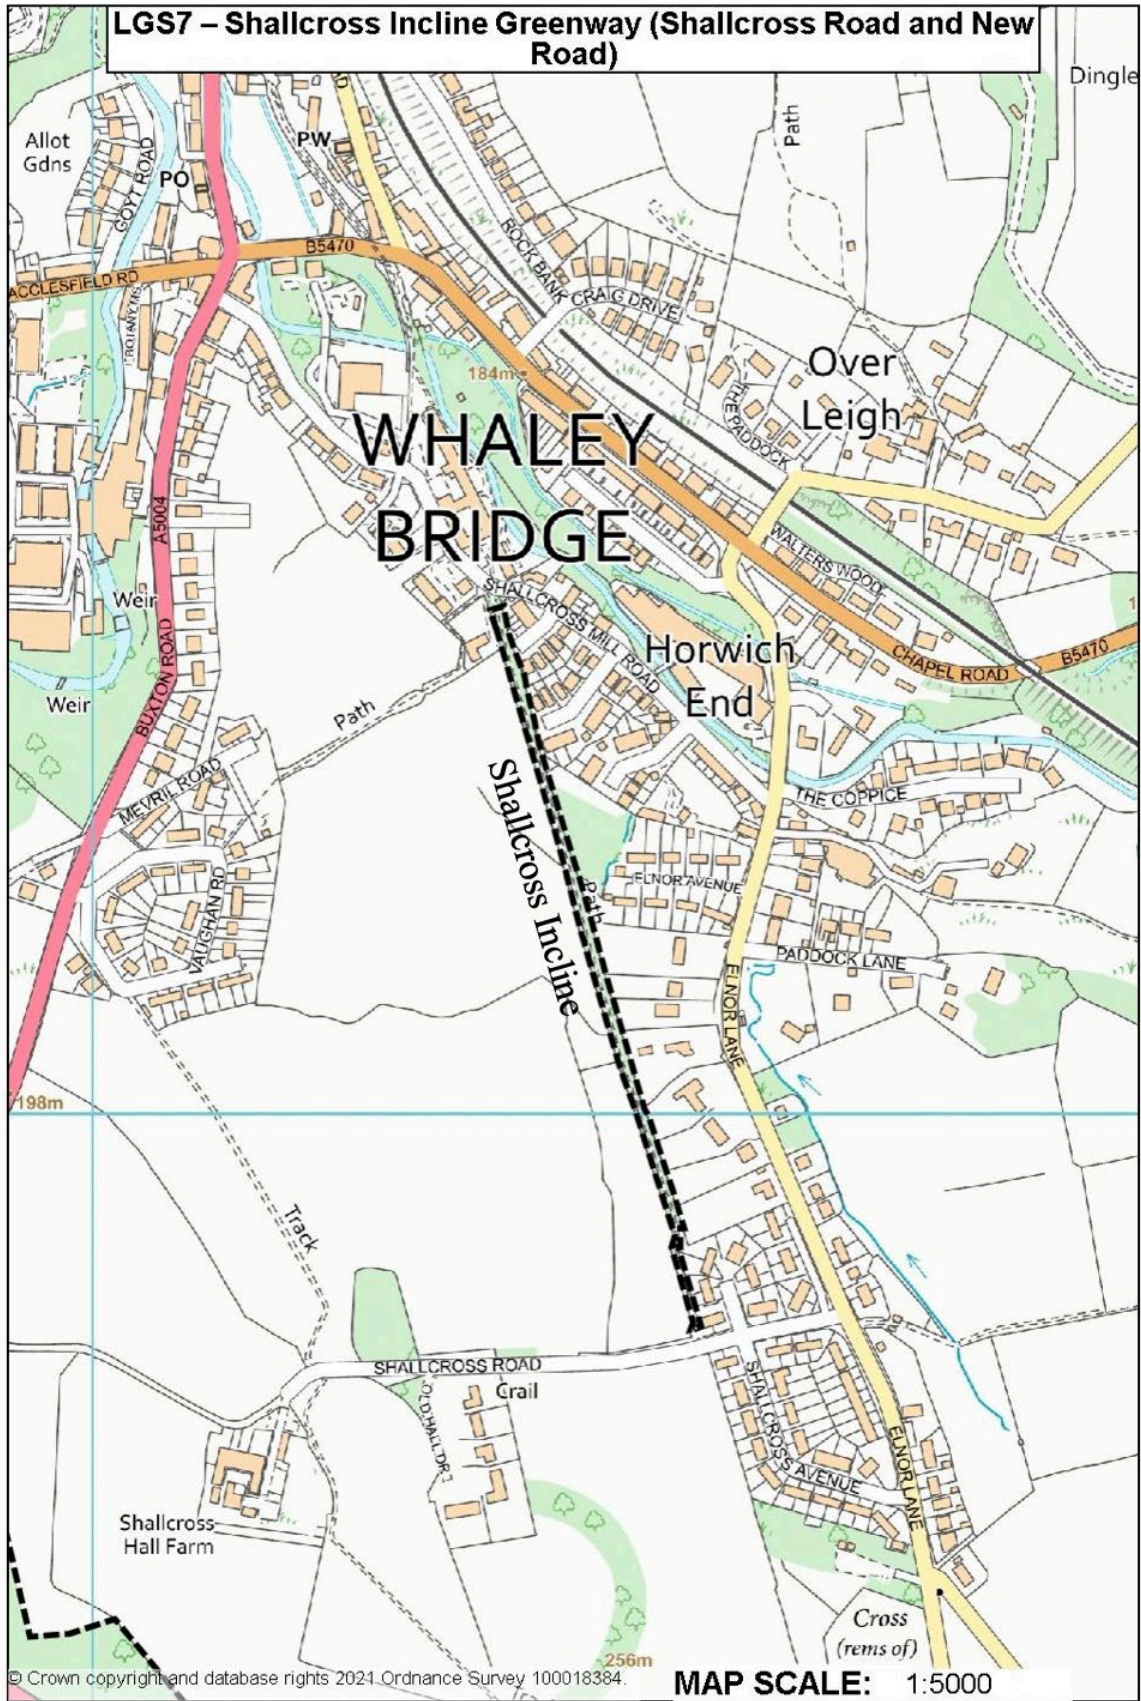 LGS7 – Shallcross Incline Greenway (Shallcross Road and New
Road)
Dingle
Allot
Gdns
PW
Path
PO
GOYT ROAD
B5470
ACCLESFIELD RD
ROCK BANK
CRAIG DRIVE
BOTANY MS
184m
Over
Leigh
THE PADDOCK
WHALEY
BRIDGE
A5004
WALTERS WOOD
Weir
SHALLCROSS MILL ROAD
Horwich
End
CHAPEL ROAD
B5470
BUXTON ROAD
Weir
Path
MEVRIL ROAD
Shallcross Incline
THE COPPICE
VAUGHAN RD
ELNOR AVENUE
Path
PADDOCK LANE
ELNOR LANE
198m
Track
SHALLCROSS ROAD
Crail
SHALLCROSS AVENUE
ELNOR LANE
Shallcross
Hall Farm
Cross
(rems of)
256m
© Crown copyright and database rights 2021 Ordnance Survey 100018384.
MAP SCALE: 1:5000